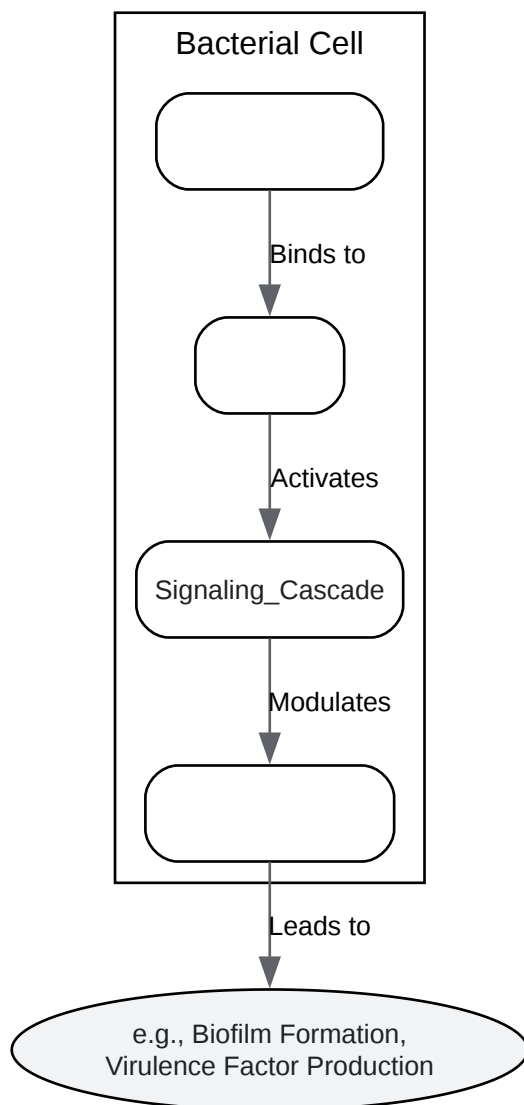 Bacterial Cell
Binds to
Activates
Signaling_Cascade
Modulates
Leads to
e.g., Biofilm Formation,
Virulence Factor Production